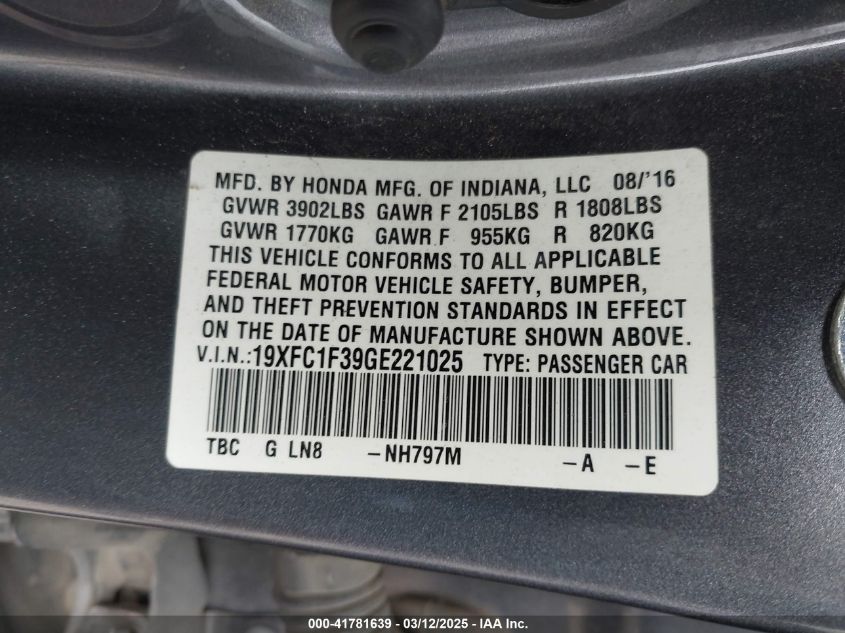 MFD. BY HONDA MFG. OF INDIANA, LLC 08/'16
GVWR 3902LBS GAWR F 2105LBS R 1808LBS
GVWR 1770KG GAWR F 955KG R 820KG
THIS VEHICLE CONFORMS TO ALL APPLICABLE
FEDERAL MOTOR VEHICLE SAFETY, BUMPER,
AND THEFT PREVENTION STANDARDS IN EFFECT
ON THE DATE OF MANUFACTURE SHOWN ABOVE.
V.I.N.:19XFC1F39GE221025 TYPE: PASSENGER CAR
TBC G LN8 -NH797M -A -E
000-41781639 - 03/12/2025 - IAAI.com